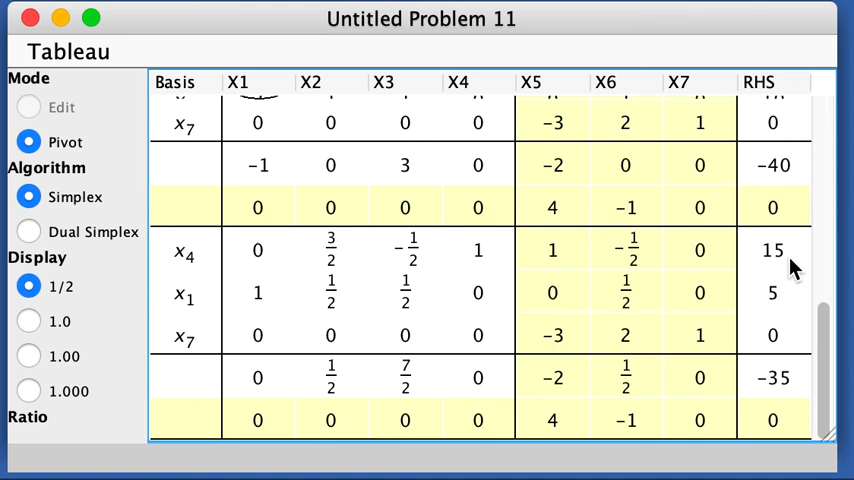 Untitled Problem 11
Tableau
Mode
Edit
Pivot
Algorithm
Simplex
Dual Simplex
Display
1/2
1.0
1.00
1.000
Ratio
Basis X1 X2 X3 X4 X5 X6 X7 RHS
x₇ 0 0 0 0 -3 2 1 0
-1 0 3 0 -2 0 0 -40
0 0 0 0 4 -1 0 0
x₄ 0 3/2 -1/2 1 1 -1/2 0 15
x₁ 1 1/2 1/2 0 0 1/2 0 5
x₇ 0 0 0 0 -3 2 1 0
0 1/2 7/2 0 -2 1/2 0 -35
0 0 0 0 4 -1 0 0